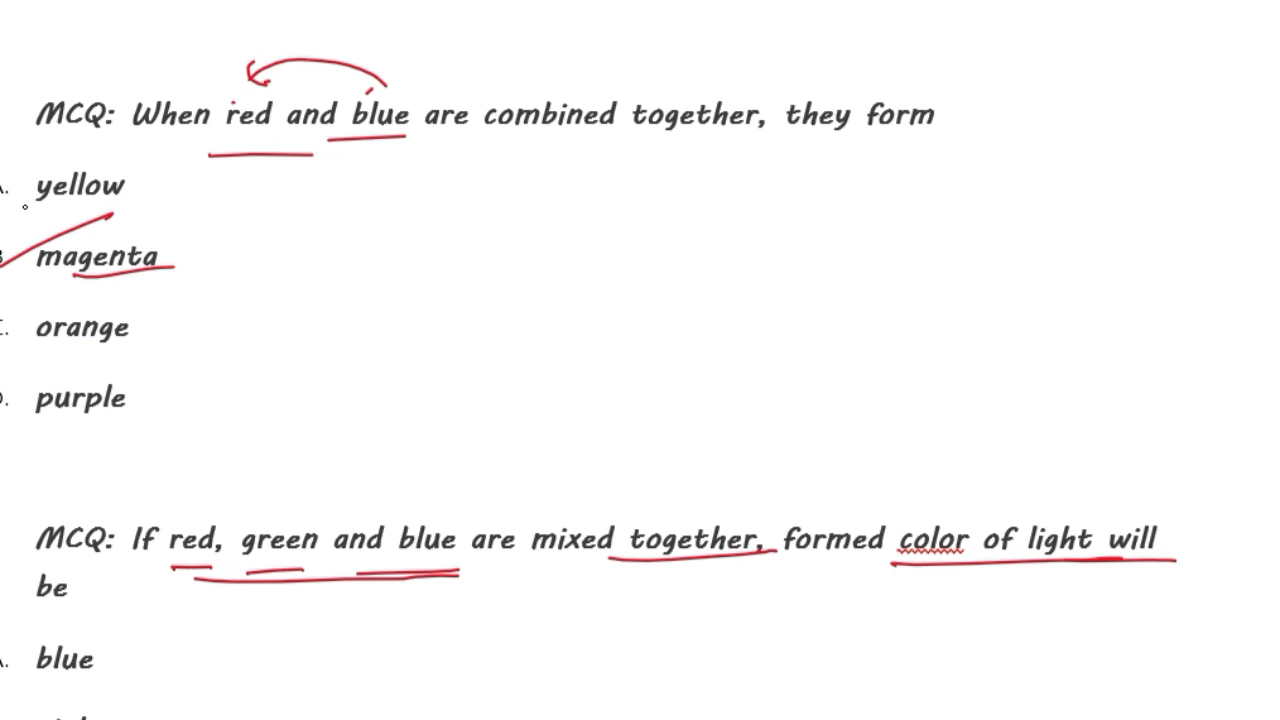 MCQ: When red and blue are combined together, they form
. yellow
magenta
. orange
. purple
MCQ: If red, green and blue are mixed together, formed color of light will
be
. blue